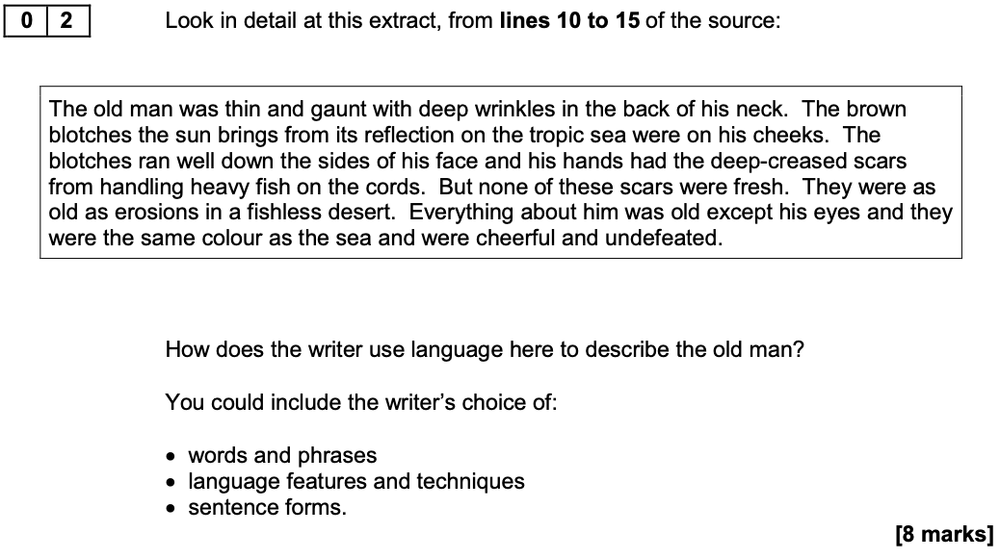 0 2 Look in detail at this extract, from lines 10 to 15 of the source:
The old man was thin and gaunt with deep wrinkles in the back of his neck. The brown
blotches the sun brings from its reflection on the tropic sea were on his cheeks. The
blotches ran well down the sides of his face and his hands had the deep-creased scars
from handling heavy fish on the cords. But none of these scars were fresh. They were as
old as erosions in a fishless desert. Everything about him was old except his eyes and they
were the same colour as the sea and were cheerful and undefeated.
How does the writer use language here to describe the old man?
You could include the writer's choice of:
• words and phrases
• language features and techniques
• sentence forms.
[8 marks]